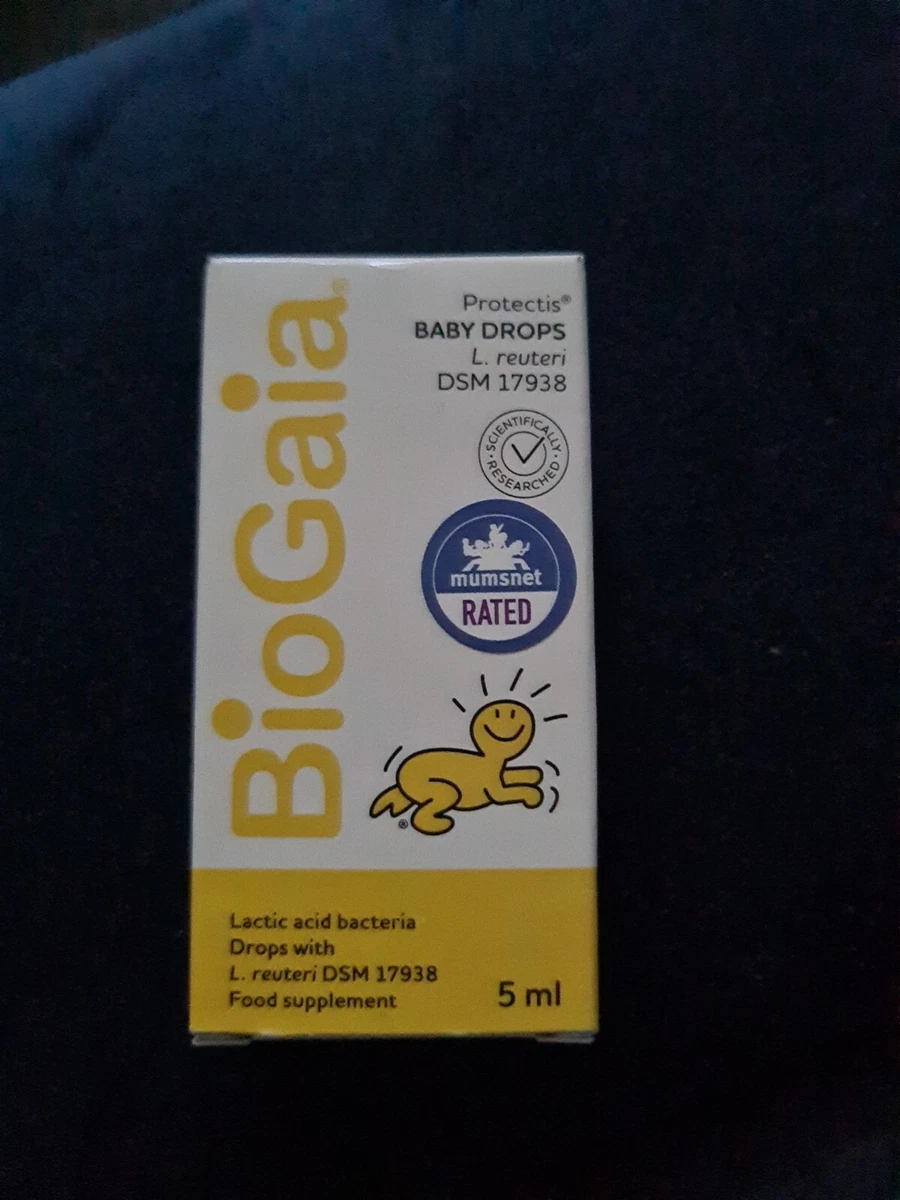 BioGaia®
Protectis®
BABY DROPS
L. reuteri
DSM 17938
·SCIENTIFICALLY·
RESEARCHED
mumsnet
RATED
®
Lactic acid bacteria
Drops with
L. reuteri DSM 17938
Food supplement
5 ml